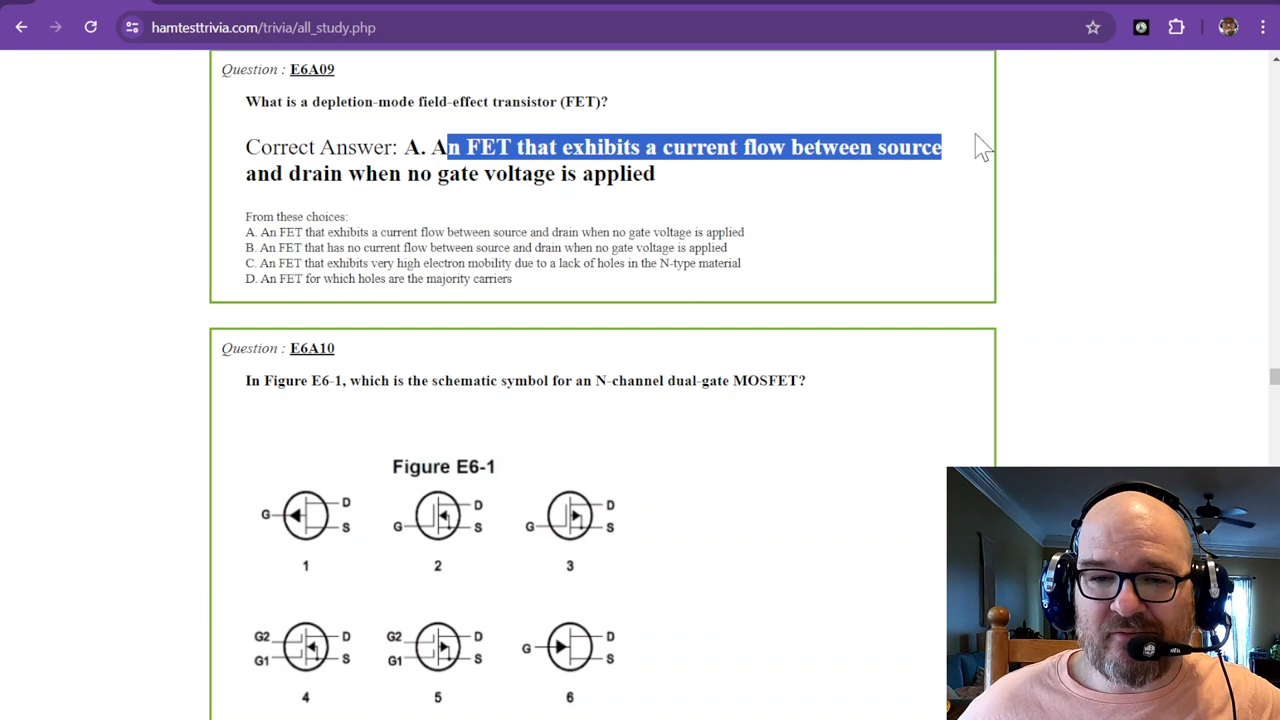 hamtesttrivia.com/trivia/all_study.php
Question : E6A09
What is a depletion-mode field-effect transistor (FET)?
Correct Answer: A. An FET that exhibits a current flow between source
and drain when no gate voltage is applied
From these choices:
A. An FET that exhibits a current flow between source and drain when no gate voltage is applied
B. An FET that has no current flow between source and drain when no gate voltage is applied
C. An FET that exhibits very high electron mobility due to a lack of holes in the N-type material
D. An FET for which holes are the majority carriers
Question : E6A10
In Figure E6-1, which is the schematic symbol for an N-channel dual-gate MOSFET?
Figure E6-1
G D S
G D S
G D S
1 2 3
G2 G1 D S
G2 G1 D S
G D S
4 5 6